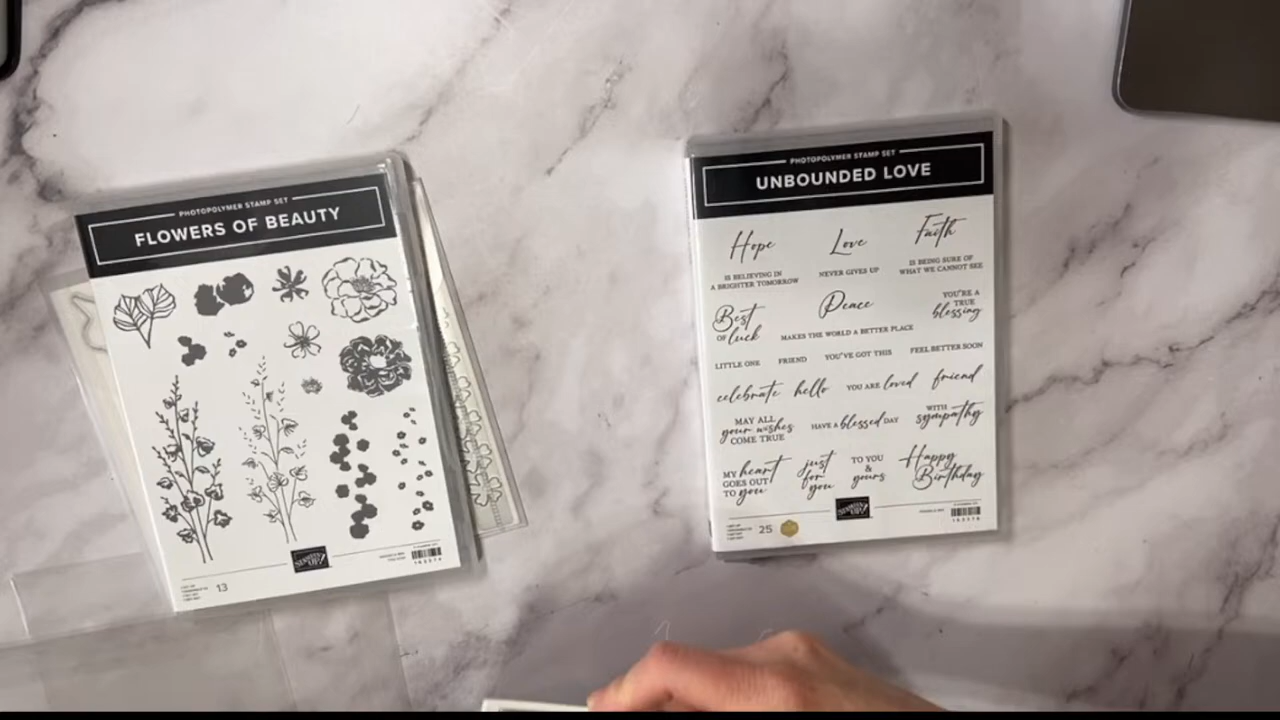 PHOTOPOLYMER STAMP SET
FLOWERS OF BEAUTY
STAMPIN' UP!
13
PHOTOPOLYMER STAMP SET
UNBOUNDED LOVE
Hope
IS BELIEVING IN
A BRIGHTER TOMORROW
Love
NEVER GIVES UP
Faith
IS BEING SURE OF
WHAT WE CANNOT SEE
Best
OF luck
Peace
MAKES THE WORLD A BETTER PLACE
YOU'RE A
TRUE
blessing
LITTLE ONE
FRIEND
YOU'VE GOT THIS
FEEL BETTER SOON
celebrate
hello
YOU ARE loved
friend
MAY ALL
your wishes
COME TRUE
HAVE A blessed DAY
WITH
sympathy
MY heart
GOES OUT
TO you
just
for
you
TO YOU
&
yours
Happy
Birthday
STAMPIN' UP!
25